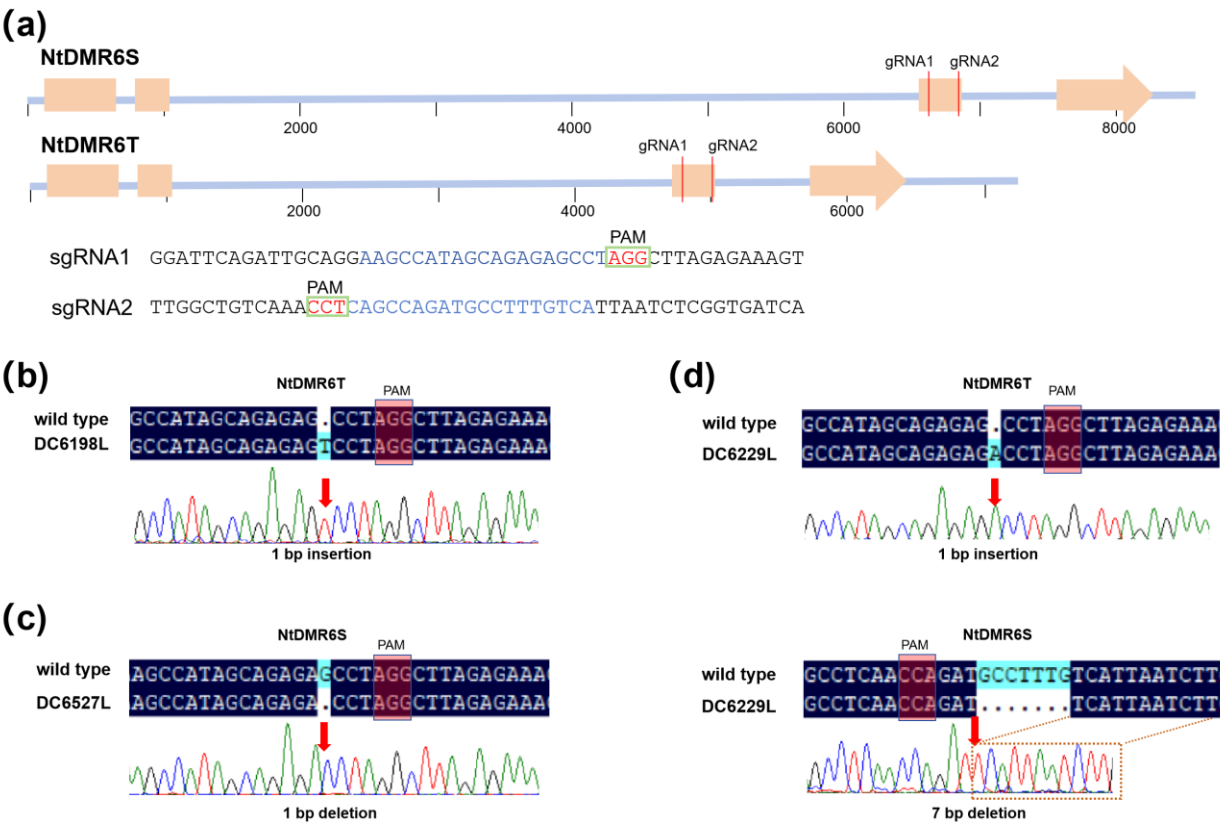 (a)
NtDMR6S
gRNA1 gRNA2
2000 4000 6000 8000
NtDMR6T
gRNA1 gRNA2
2000 4000 6000
PAM
sgRNA1 GGATTCAGATTGCAGGAAGCCATAGCAGAGAGCCTAGGCTTAGAGAAAGT
PAM
sgRNA2 TTGGCTGTCAAACCTCAGCCAGATGCCTTTGTCATTAATCTCGGTGATCA
(b)
NtDMR6T
PAM
wild type GCCATAGCAGAGAG.CCTAGGCTTAGAGAAA
DC6198L GCCATAGCAGAGAGTCCTAGGCTTAGAGAAA
1 bp insertion
(c)
NtDMR6S
PAM
wild type AGCCATAGCAGAGAGCCTAGGCTTAGAGAAA
DC6527L AGCCATAGCAGAGA.CCTAGGCTTAGAGAAA
1 bp deletion
(d)
NtDMR6T
PAM
wild type GCCATAGCAGAGAG.CCTAGGCTTAGAGAAA
DC6229L GCCATAGCAGAGAGACCTAGGCTTAGAGAAA
1 bp insertion
PAM
NtDMR6S
wild type GCCTCAACCAGATGCCTTTGTCATTAATCTT
DC6229L GCCTCAACCAGAT.......TCATTAATCTT
7 bp deletion